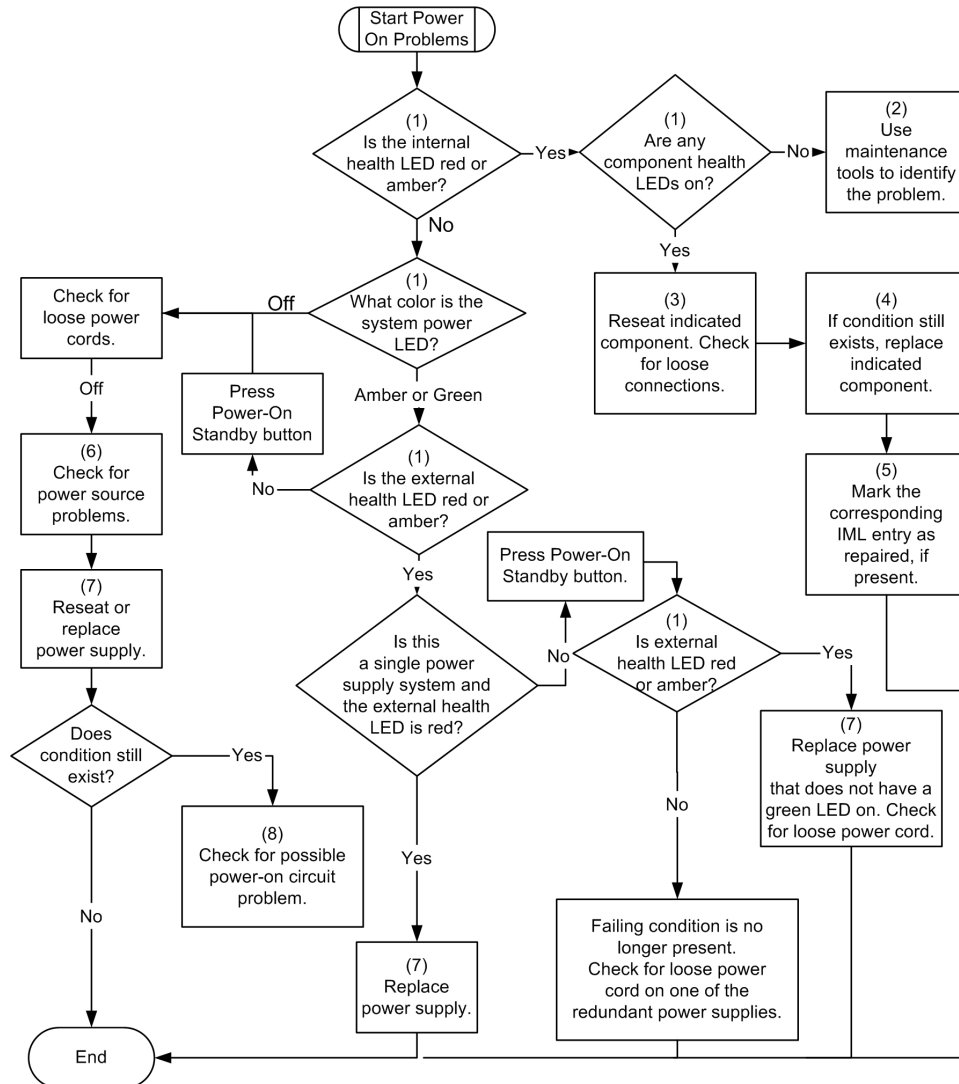 Start Power
On Problems
(1)
Is the internal
health LED red or
amber?
Yes
(1)
Are any
component health
LEDs on?
No
(2)
Use
maintenance
tools to identify
the problem.
No
Yes
(1)
What color is the
system power
LED?
Off
Check for
loose power
cords.
(3)
Reseat indicated
component. Check
for loose
connections.
(4)
If condition still
exists, replace
indicated
component.
Off
Press
Power-On
Standby button
Amber or Green
(6)
Check for
power source
problems.
No
(1)
Is the external
health LED red or
amber?
(5)
Mark the
corresponding
IML entry as
repaired, if
present.
Yes
Press Power-On
Standby button.
(7)
Reseat or
replace
power supply.
Is this
a single power
supply system and
the external health
LED is red?
No
(1)
Is external
health LED red
or amber?
Yes
Does
condition still
exist?
Yes
(7)
Replace power
supply
that does not have a
green LED on. Check
for loose power cord.
No
(8)
Check for possible
power-on circuit
problem.
Yes
No
Failing condition is no
longer present.
Check for loose power
cord on one of the
redundant power supplies.
(7)
Replace
power supply.
End